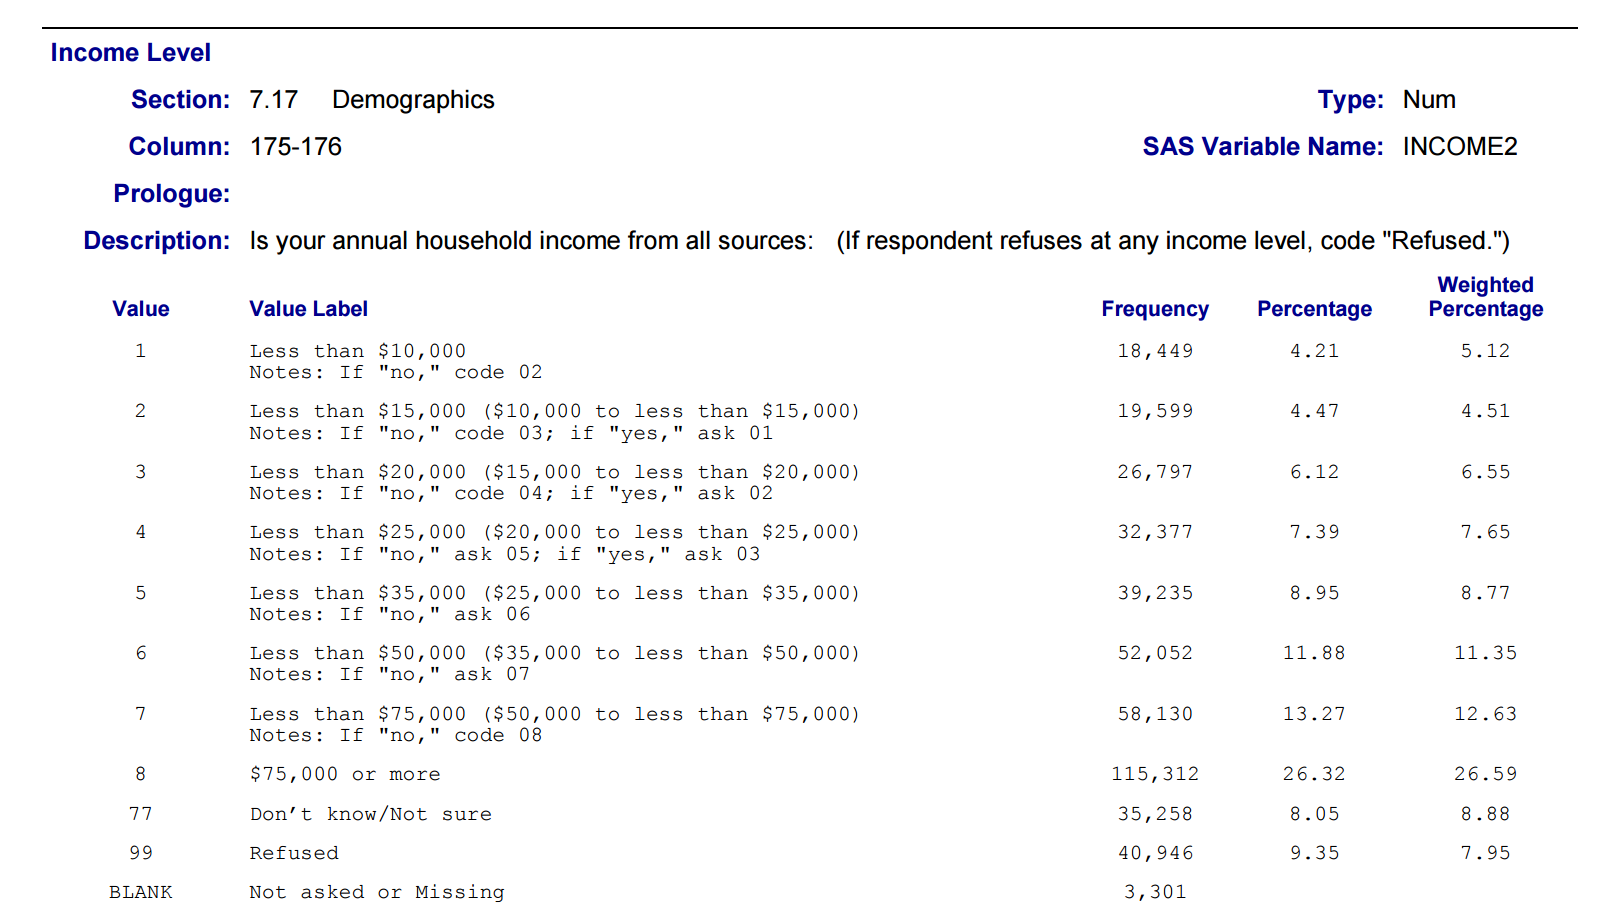 Income Level
Section: 7.17 Demographics Type: Num
Column: 175-176 SAS Variable Name: INCOME2
Prologue:
Description: Is your annual household income from all sources: (If respondent refuses at any income level, code "Refused.")
Value Value Label Frequency Percentage Weighted Percentage
1 Less than $10,000 18,449 4.21 5.12
Notes: If "no," code 02
2 Less than $15,000 ($10,000 to less than $15,000) 19,599 4.47 4.51
Notes: If "no," code 03; if "yes," ask 01
3 Less than $20,000 ($15,000 to less than $20,000) 26,797 6.12 6.55
Notes: If "no," code 04; if "yes," ask 02
4 Less than $25,000 ($20,000 to less than $25,000) 32,377 7.39 7.65
Notes: If "no," ask 05; if "yes," ask 03
5 Less than $35,000 ($25,000 to less than $35,000) 39,235 8.95 8.77
Notes: If "no," ask 06
6 Less than $50,000 ($35,000 to less than $50,000) 52,052 11.88 11.35
Notes: If "no," ask 07
7 Less than $75,000 ($50,000 to less than $75,000) 58,130 13.27 12.63
Notes: If "no," code 08
8 $75,000 or more 115,312 26.32 26.59
77 Don’t know/Not sure 35,258 8.05 8.88
99 Refused 40,946 9.35 7.95
BLANK Not asked or Missing 3,301